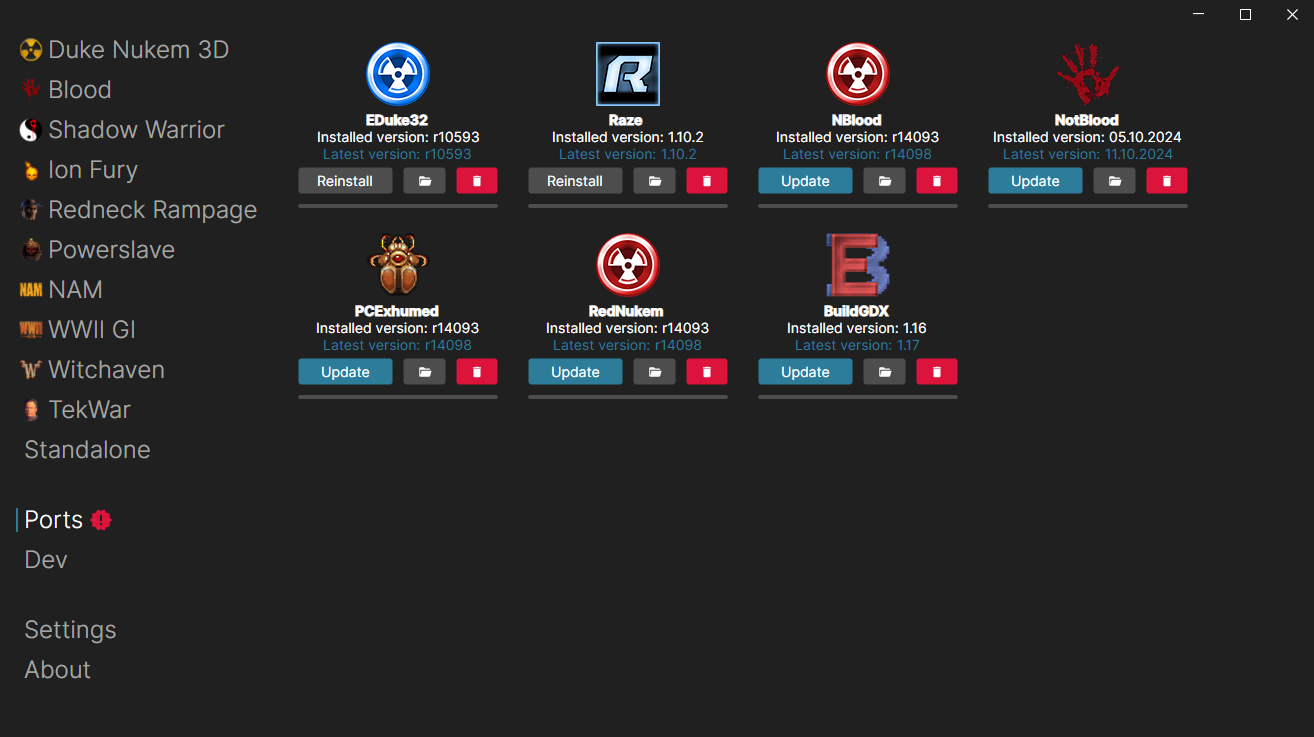 Duke Nukem 3D
Blood
Shadow Warrior
Ion Fury
Redneck Rampage
Powerslave
NAM NAM
WWII WWII GI
W Witchaven
TekWar
Standalone
Ports !
Dev
Settings
About
EDuke32
Installed version: r10593
Latest version: r10593
Reinstall
R
Raze
Installed version: 1.10.2
Latest version: 1.10.2
Reinstall
NBlood
Installed version: r14093
Latest version: r14098
Update
NotBlood
Installed version: 05.10.2024
Latest version: 11.10.2024
Update
PCExhumed
Installed version: r14093
Latest version: r14098
Update
RedNukem
Installed version: r14093
Latest version: r14098
Update
EB
BuildGDX
Installed version: 1.16
Latest version: 1.17
Update